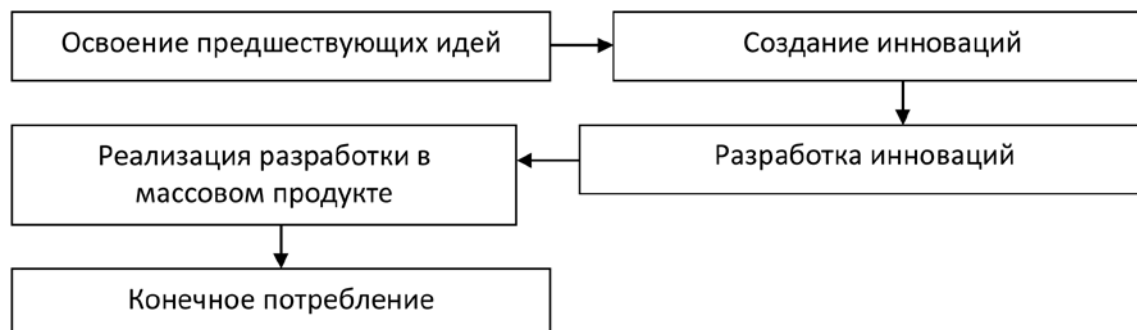 Освоение предшествующих идей
Создание инноваций
Разработка инноваций
Реализация разработки в
массовом продукте
Конечное потребление